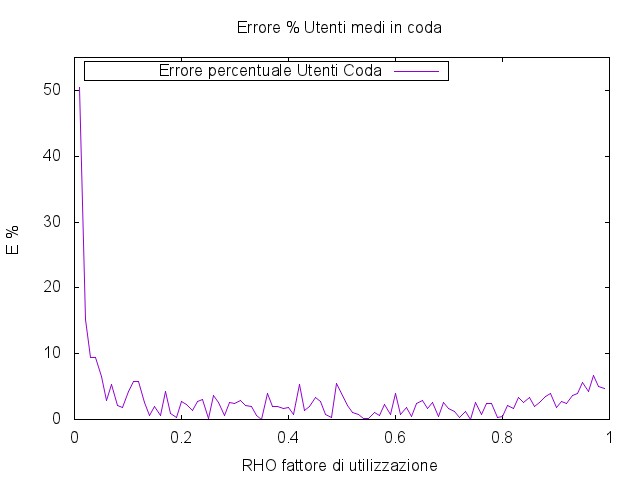 Errore % Utenti medi in coda
Errore percentuale Utenti Coda
50
40
30
20
10
0
E %
0 0.2 0.4 0.6 0.8 1
RHO fattore di utilizzazione